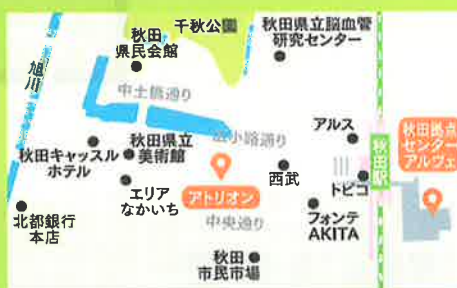 千秋公園
秋田県立脳血管
研究センター
秋田
県民会館
旭川
中土橋通り
広小路通り
アルス
秋田駅
秋田拠点
センター
アルヴェ
秋田キャッスル
ホテル
秋田県立
美術館
西武
トピコ
エリア
なかいち
アトリオン
フォンテ
AKITA
北都銀行
本店
中央通り
秋田
市民市場